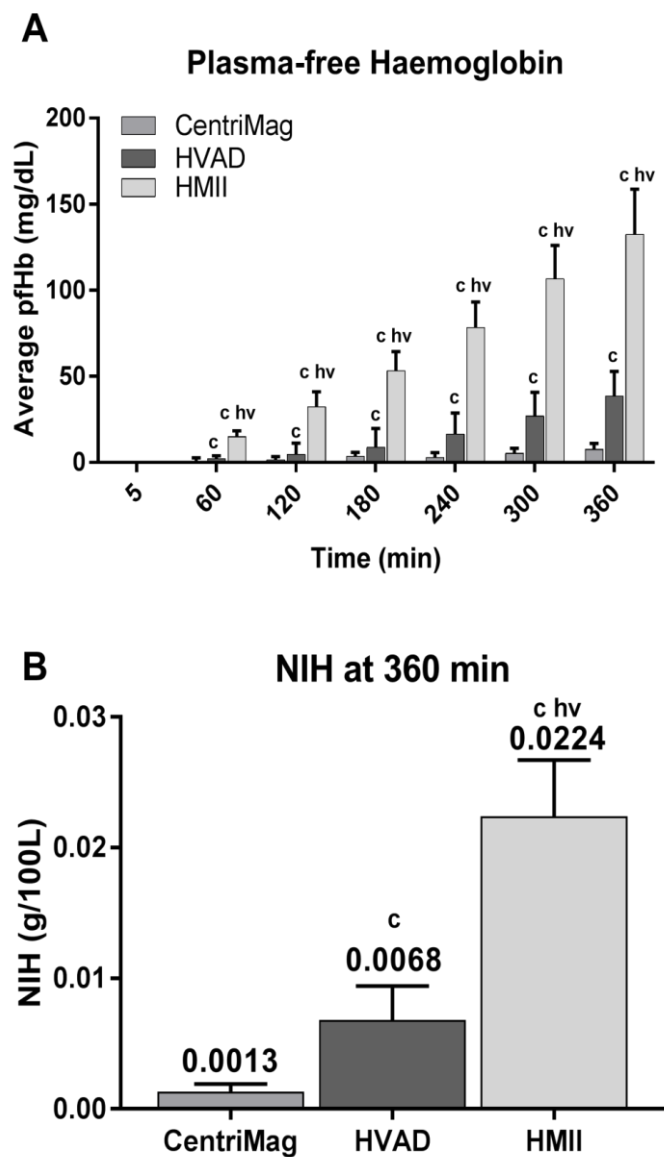 A
Plasma-free Haemoglobin
Average pfHb (mg/dL)
200
150
100
50
0
CentriMag
HVAD
HMII
c
c hv
c
c hv
c
c hv
c
c hv
c
c hv
c
c hv
5
60
120
180
240
300
360
Time (min)
B
NIH at 360 min
NIH (g/100L)
0.03
0.02
0.01
0.00
0.0013
c
0.0068
c hv
0.0224
CentriMag
HVAD
HMII